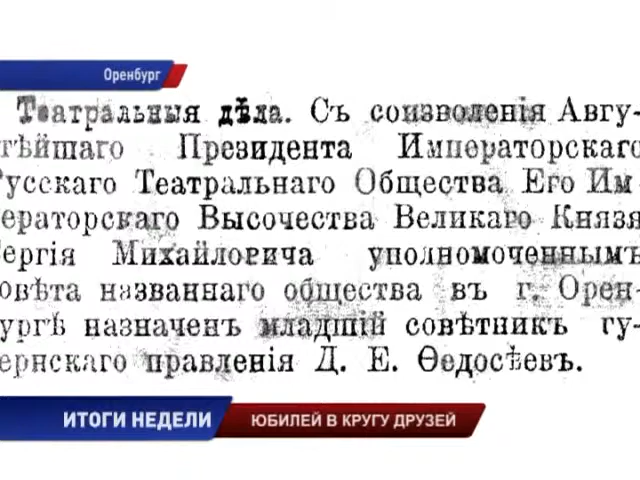 Оренбург
Театральныя дѣла. Съ соизволенія Авгу-
тѣйшаго Президента Императорскаго
Русскаго Театральнаго Общества Его Им
ераторскаго Высочества Великаго Князя
ергія Михайловича уполномоченнымъ
овѣта названнаго общества въ г. Орен-
ургѣ назначенъ младшій совѣтникъ гу-
ернскаго правленія Д. Е. Ѳедосѣевъ.
ИТОГИ НЕДЕЛИ ЮБИЛЕЙ В КРУГУ ДРУЗЕЙ